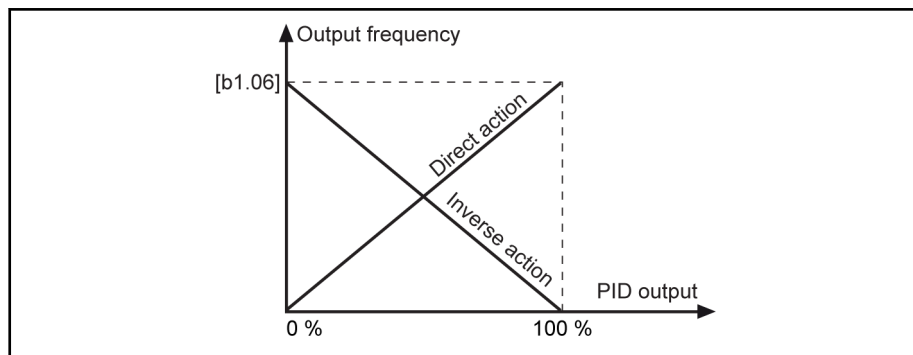 Output frequency
[b1.06]
Direct action
Inverse action
PID output
0 %
100 %